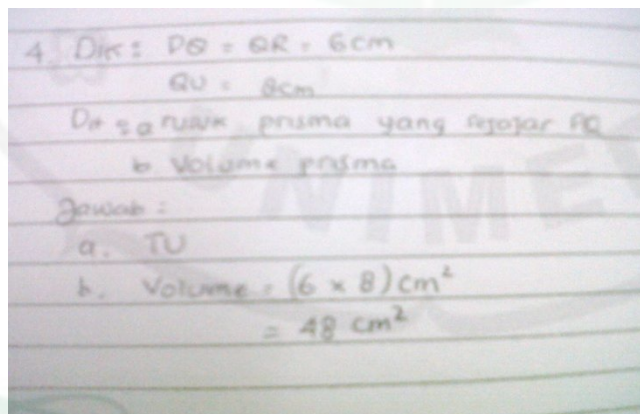 4. Dik : PQ = QR = 6cm
QU = 8cm
Dit : a rusuk prisma yang sejajar PQ
b Volume prisma
Jawab :
a. TU
b. Volume = (6 x 8) cm²
= 48 cm²
UNIMED